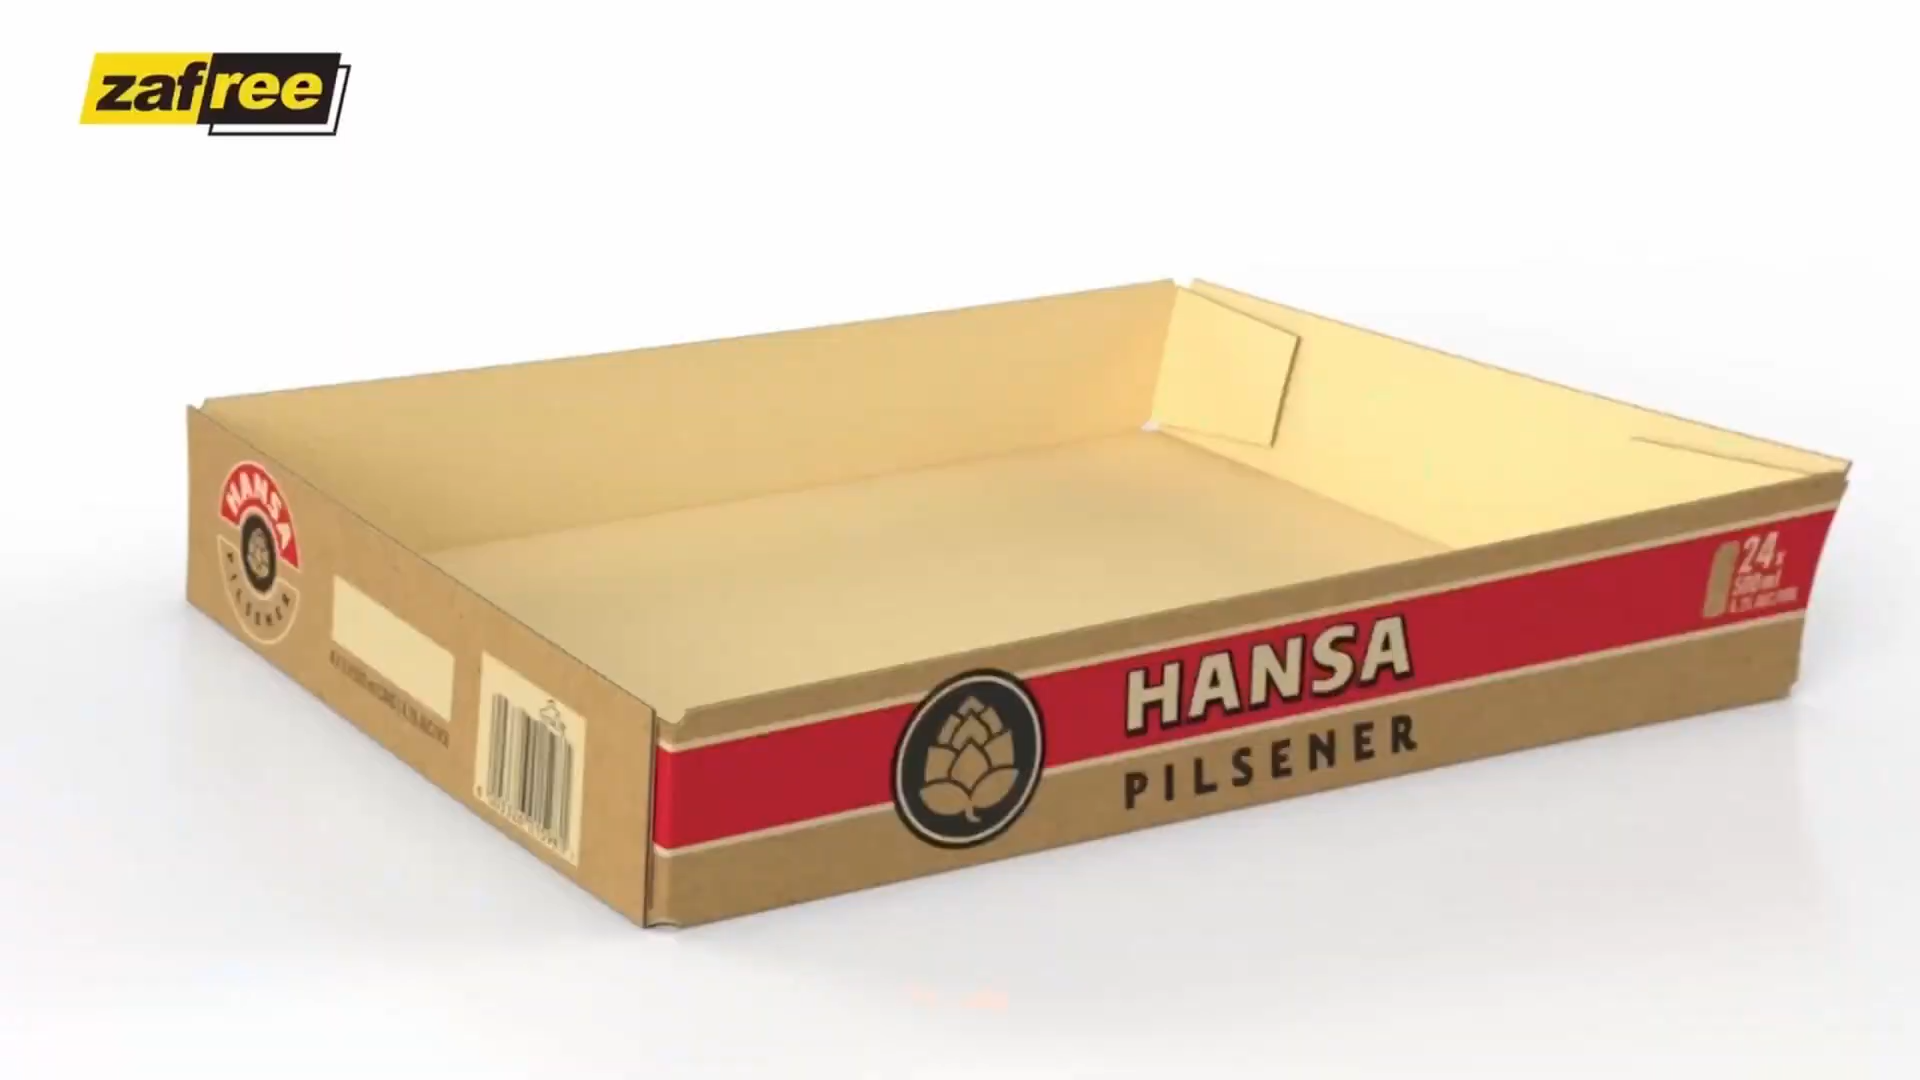 zafree
HANSA
PILSENER
24x
500ml
HANSA
PILSENER